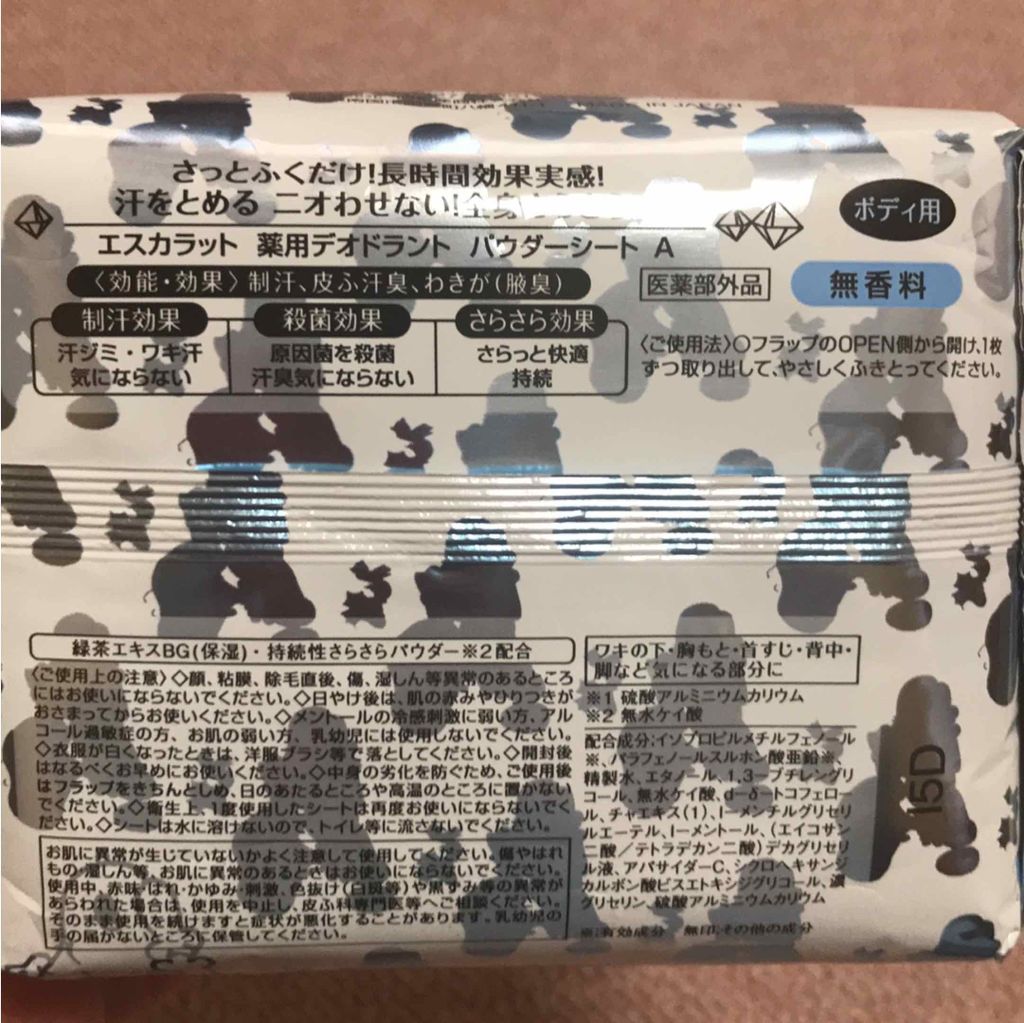 MADE IN JAPAN
さっとふくだけ!長時間効果実感!
汗をとめる ニオわせない!全身
エスカラット 薬用デオドラント パウダーシート A
ボディ用
〈効能・効果〉制汗、皮ふ汗臭、わきが(腋臭)
医薬部外品
無香料
制汗効果
汗ジミ・ワキ汗
気にならない
殺菌効果
原因菌を殺菌
汗臭気にならない
さらさら効果
さらっと快適
持続
〈ご使用法〉○フラップのOPEN側から開け、1枚
ずつ取り出して、やさしくふきとってください。
緑茶エキスBG(保湿)・持続性さらさらパウダー※2配合
〈ご使用上の注意〉◇顔、粘膜、除毛直後、傷、湿しん等異常のあるところ
にはお使いにならないでください。◇日やけ後は、肌の赤みやひりつきが
おさまってからお使いください。◇メントールの冷感刺激に弱い方、アル
コール過敏症の方、お肌の弱い方、乳幼児には使用しないでください。
◇衣服が白くなったときは、洋服ブラシ等で落としてください。◇開封後
はなるべくお早めにお使いください。◇中身の劣化を防ぐため、ご使用後
はフラップをきちんとしめ、日のあたるところや高温のところに置かない
でください。◇衛生上、1度使用したシートは再度お使いにならないでく
ださい。◇シートは水に溶けないので、トイレ等に流さないでください。
お肌に異常が生じていないかよく注意して使用してください。傷やはれ
もの・湿しん等、お肌に異常のあるときはお使いにならないでください。
使用中、赤味・はれ・かゆみ・刺激、色抜け(白斑等)や黒ずみ等の異常が
あらわれた場合は、使用を中止し、皮ふ科専門医等へご相談ください。
そのまま使用を続けますと症状が悪化することがあります。乳幼児の
手の届かないところに保管してください。
ワキの下・胸もと・首すじ・背中・
脚など気になる部分に
※1 硫酸アルミニウムカリウム
※2 無水ケイ酸
配合成分;イソプロピルメチルフェノール
※、パラフェノールスルホン酸亜鉛※、
精製水、エタノール、1,3-ブチレングリ
コール、無水ケイ酸、d-δ-トコフェロー
ル、チャエキス(1)、l-メンチルグリセリ
ルエーテル、l-メントール、(エイコサン
二酸/テトラデカン二酸)デカグリセリ
ル液、アバサイダーC、シクロヘキサンジ
カルボン酸ビスエトキシジグリコール、濃
グリセリン、硫酸アルミニウムカリウム
※;有効成分 無印;その他の成分
15D